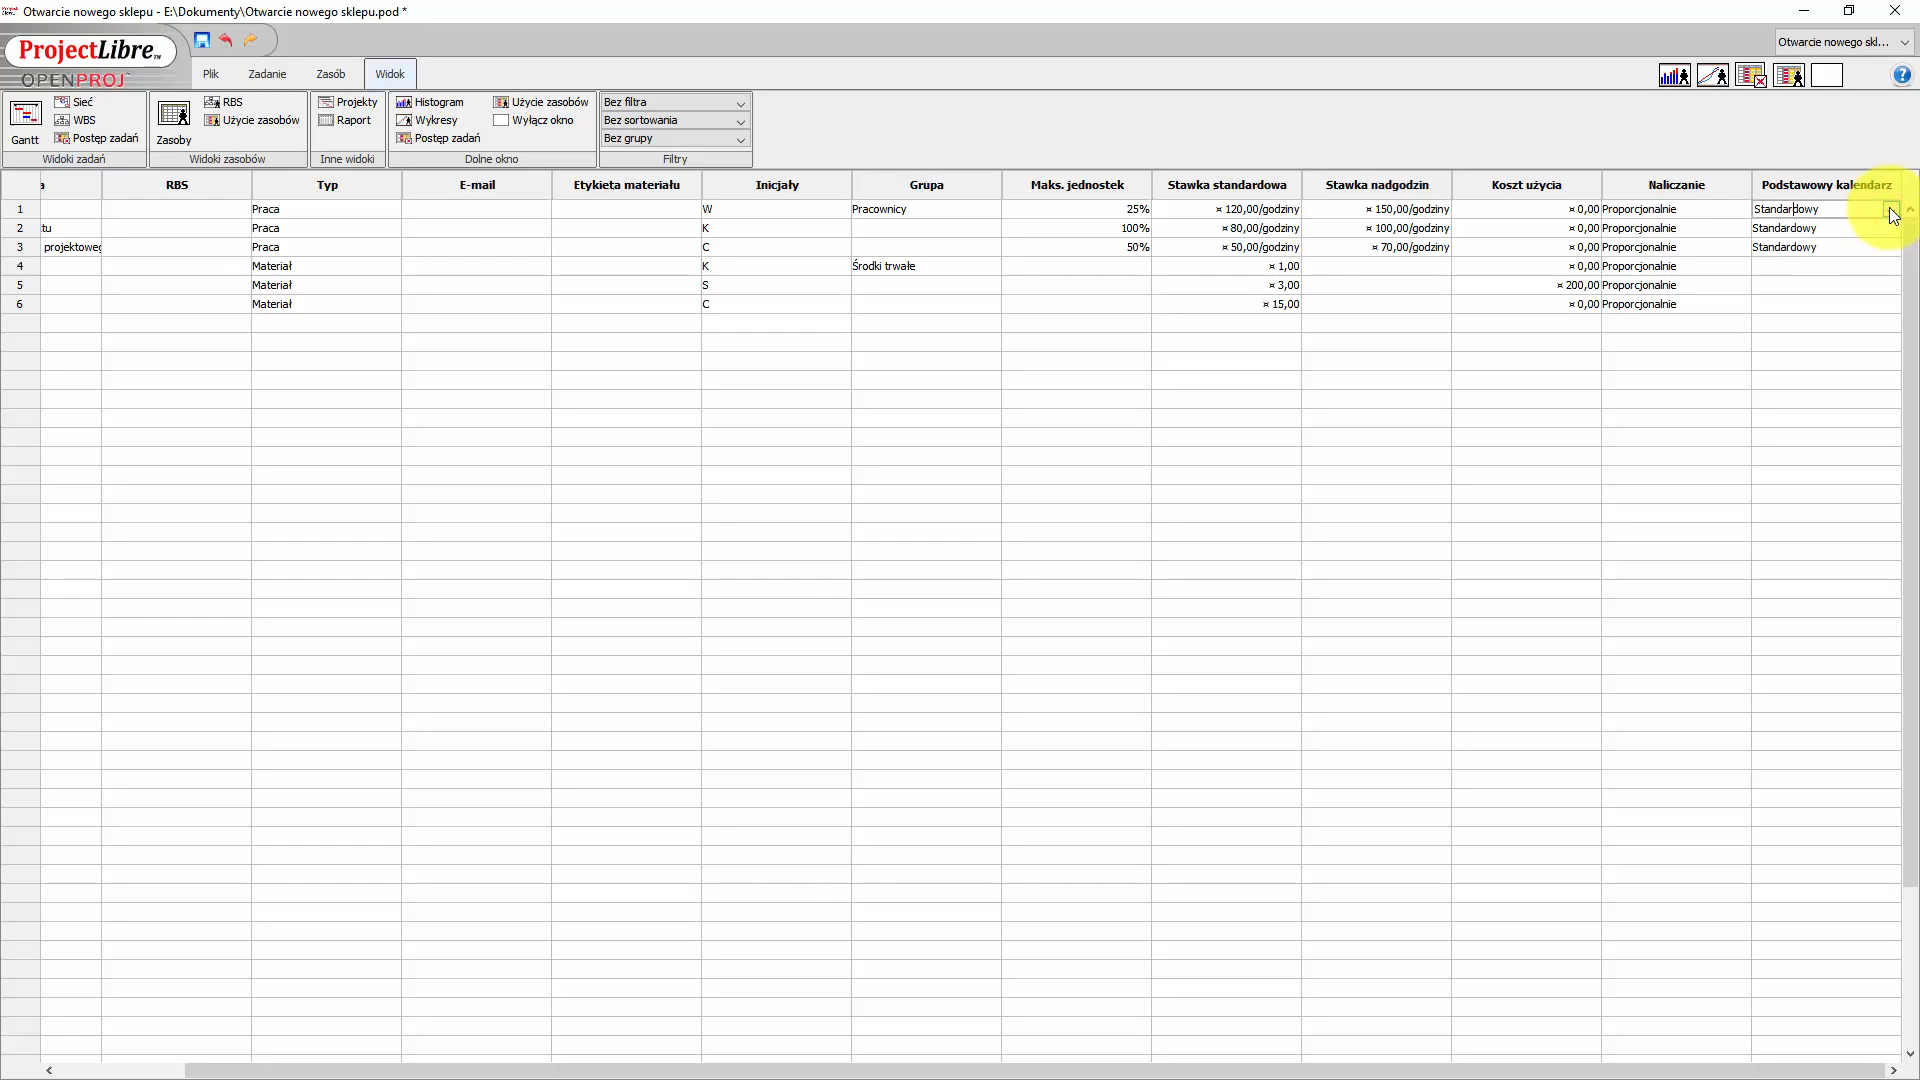 Otwarcie nowego sklepu - E:\Dokumenty\Otwarcie nowego sklepu.pod *
ProjectLibre™
OPENPROJ
Otwarcie nowego skl...
Plik Zadanie Zasób Widok
Gantt
Sieć
WBS
Postęp zadań
Widoki zadań
Zasoby
RBS
Użycie zasobów
Widoki zasobów
Projekty
Raport
Inne widoki
Histogram
Wykresy
Postęp zadań
Użycie zasobów
Wyłącz okno
Dolne okno
Bez filtra
Bez sortowania
Bez grupy
Filtry
a RBS Typ E-mail Etykieta materiału Inicjały Grupa Maks. jednostek Stawka standardowa Stawka nadgodzin Koszt użycia Naliczanie Podstawowy kalendarz
1 Praca W Pracownicy 25% ¤ 120,00/godziny ¤ 150,00/godziny ¤ 0,00 Proporcjonalnie Standardowy
2 tu Praca K 100% ¤ 80,00/godziny ¤ 100,00/godziny ¤ 0,00 Proporcjonalnie Standardowy
3 projektoweg Praca C 50% ¤ 50,00/godziny ¤ 70,00/godziny ¤ 0,00 Proporcjonalnie Standardowy
4 Materiał K Środki trwałe ¤ 1,00 ¤ 0,00 Proporcjonalnie
5 Materiał S ¤ 3,00 ¤ 200,00 Proporcjonalnie
6 Materiał C ¤ 15,00 ¤ 0,00 Proporcjonalnie